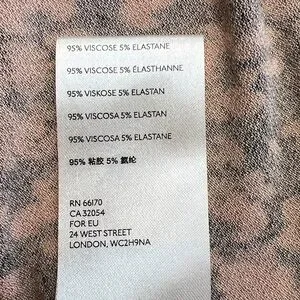 95% VISCOSE 5% ELASTANE
95% VISCOSE 5% ÉLASTHANNE
95% VISKOSE 5% ELASTAN
95% VISCOSA 5% ELASTAN
95% VISCOSA 5% ELASTANE
95% 粘胶 5% 氨纶
RN 66170
CA 32054
FOR EU
24 WEST STREET
LONDON, WC2H9NA